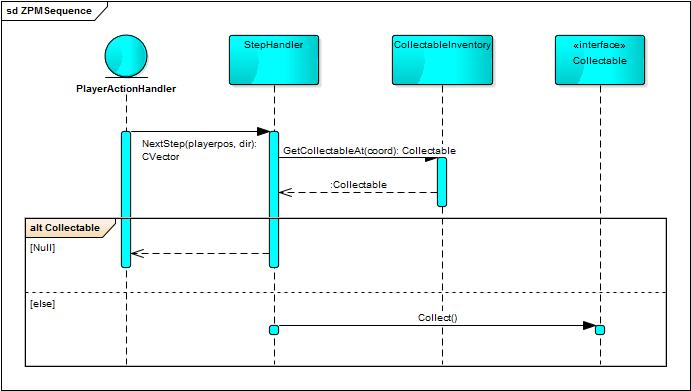 sd ZPMSequence
StepHandler
CollectableInventory
«interface»
Collectable
PlayerActionHandler
NextStep(playerpos, dir):
CVector
GetCollectableAt(coord): Collectable
:Collectable
alt Collectable
[Null]
[else]
Collect()